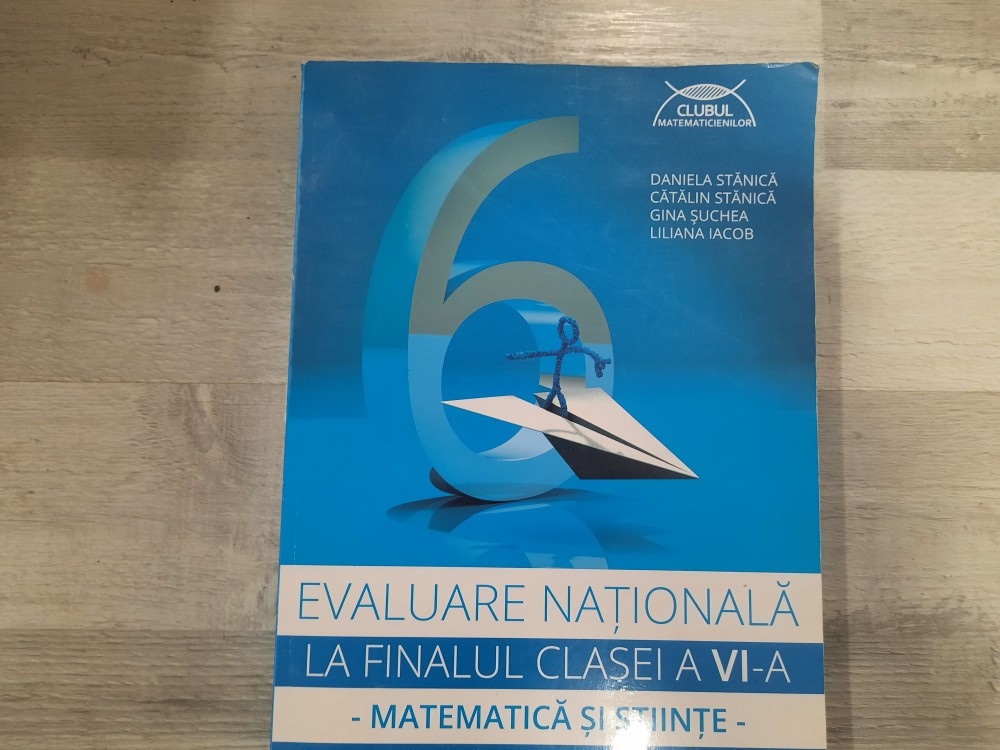 CLUBUL
MATEMATICIENILOR
DANIELA STĂNICĂ
CĂTĂLIN STĂNICĂ
GINA ȘUCHEA
LILIANA IACOB
6
EVALUARE NAȚIONALĂ
LA FINALUL CLASEI A VI-A
- MATEMATICĂ ȘI ȘTIINȚE -